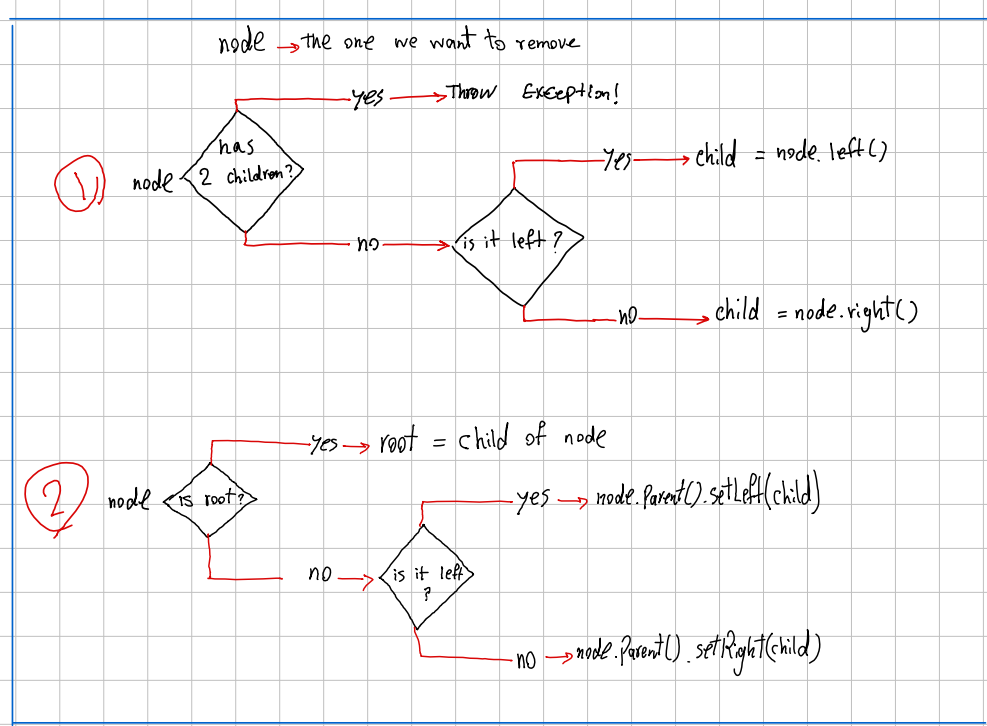 node → the one we want to remove
yes → Throw Exception!
1)
node
has
2 children?
yes → child = node.left()
no
is it left ?
no → child = node.right()
yes → root = child of node
2
node
is root?
yes → node.Parent().setLeft(child)
no
is it left
?
no → node.Parent().setRight(child)